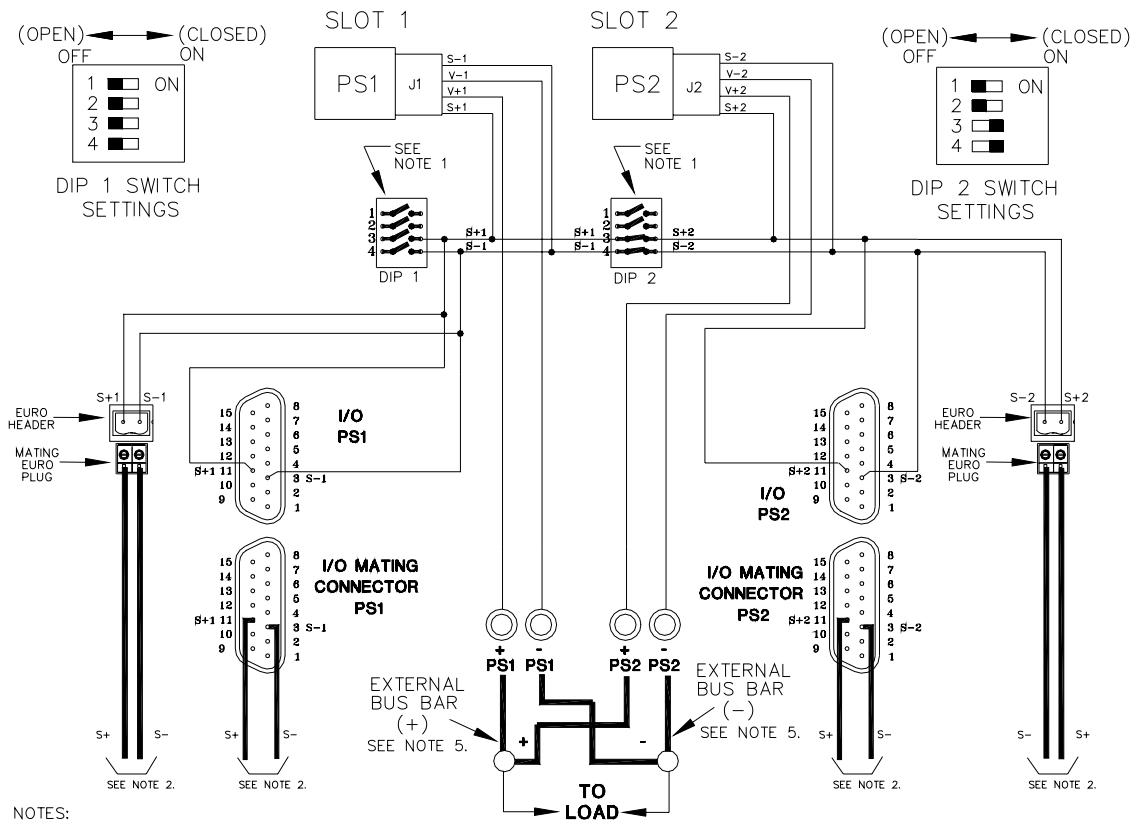 SLOT 1
SLOT 2
(OPEN) (CLOSED)
OFF ON
1 ON
2
3
4
DIP 1 SWITCH
SETTINGS
PS1
J1
S-1
V-1
V+1
S+1
PS2
J2
S-2
V-2
V+2
S+2
(OPEN) (CLOSED)
OFF ON
1 ON
2
3
4
DIP 2 SWITCH
SETTINGS
SEE
NOTE 1
SEE
NOTE 1
1
2
3
4
DIP 1
S+1
S-1
S+1
S-1
1
2
3
4
DIP 2
S+2
S-2
S+1 S-1
EURO
HEADER
MATING
EURO
PLUG
15
14
13
12
S+1 11
10
9
8
7
6
5
4
3 S-1
2
1
I/O
PS1
15
14
13
12
S+2 11
10
9
8
7
6
5
4
3 S-2
2
1
I/O
PS2
S-2 S+2
EURO
HEADER
MATING
EURO
PLUG
15
14
13
12
S+1 11
10
9
8
7
6
5
4
3 S-1
2
1
I/O MATING
CONNECTOR
PS1
I/O MATING
CONNECTOR
PS2
15
14
13
12
S+2 11
10
9
8
7
6
5
4
3 S-2
2
1
+ - + -
PS1 PS1 PS2 PS2
EXTERNAL
BUS BAR
(+)
SEE NOTE 5.
EXTERNAL
BUS BAR
(-)
SEE NOTE 5.
+ -
S+ S-
SEE NOTE 2.
S+ S-
SEE NOTE 2.
TO
LOAD
S+ S-
SEE NOTE 2.
S- S+
SEE NOTE 2.
NOTES: